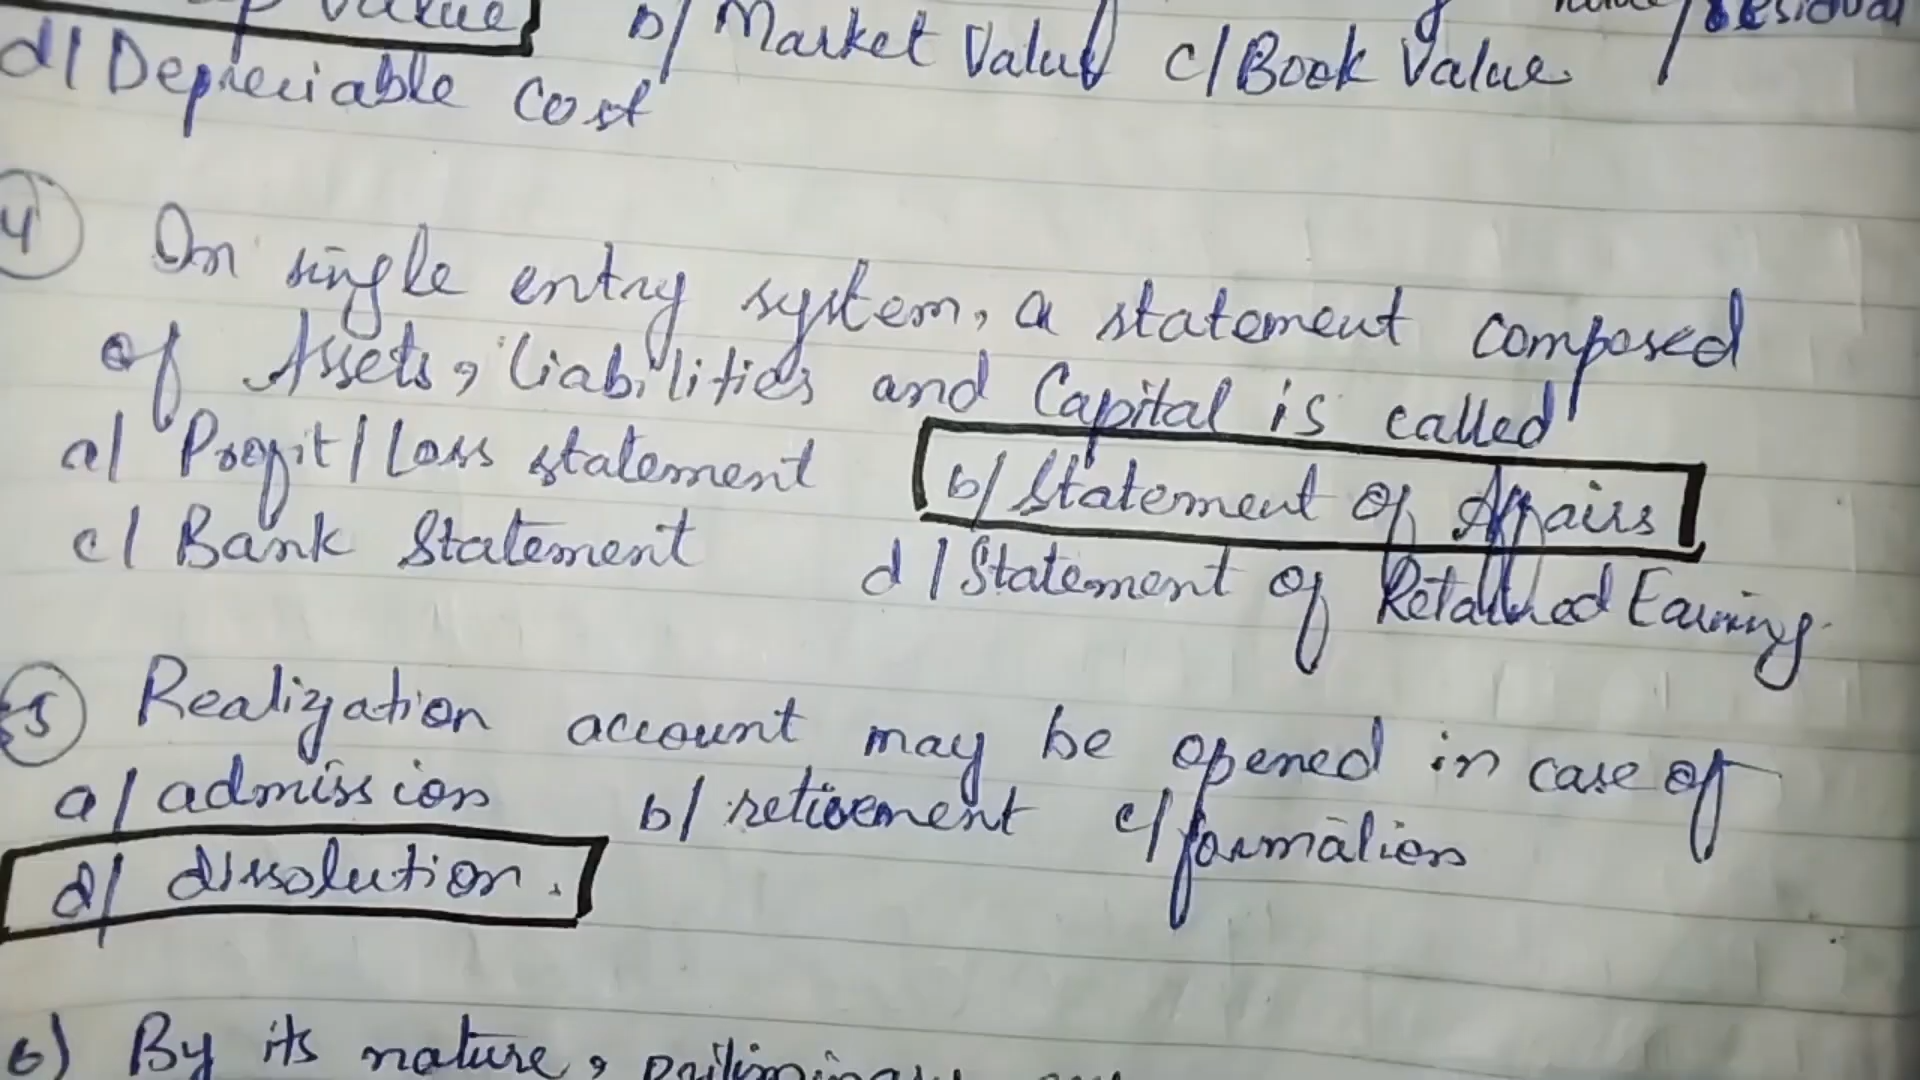 Value b/ Market Value c/ Book Value / Residual
d/ Depreciable Cost
4 In single entry system, a statement composed
of Assets, liabilities and Capital is called
a/ Profit/Loss statement b/ Statement of Affairs
c/ Bank Statement d/ Statement of Retained Earning.
5 Realization account may be opened in case of
a/ admission b/ retirement c/ formation
d/ dissolution.
6) By its nature,